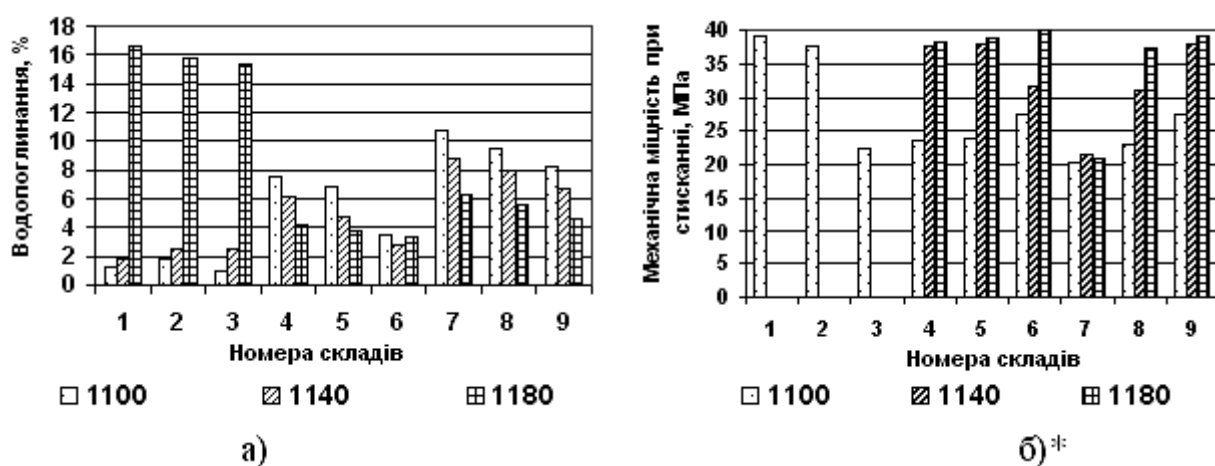 Водопоглинання, %
18
16
14
12
10
8
6
4
2
0
1 2 3 4 5 6 7 8 9
Номера складів
1100 1140 1180
а)
Механічна міцність при
стисканні, МПа
40
35
30
25
20
15
10
5
0
1 2 3 4 5 6 7 8 9
Номера складів
1100 1140 1180
б)*